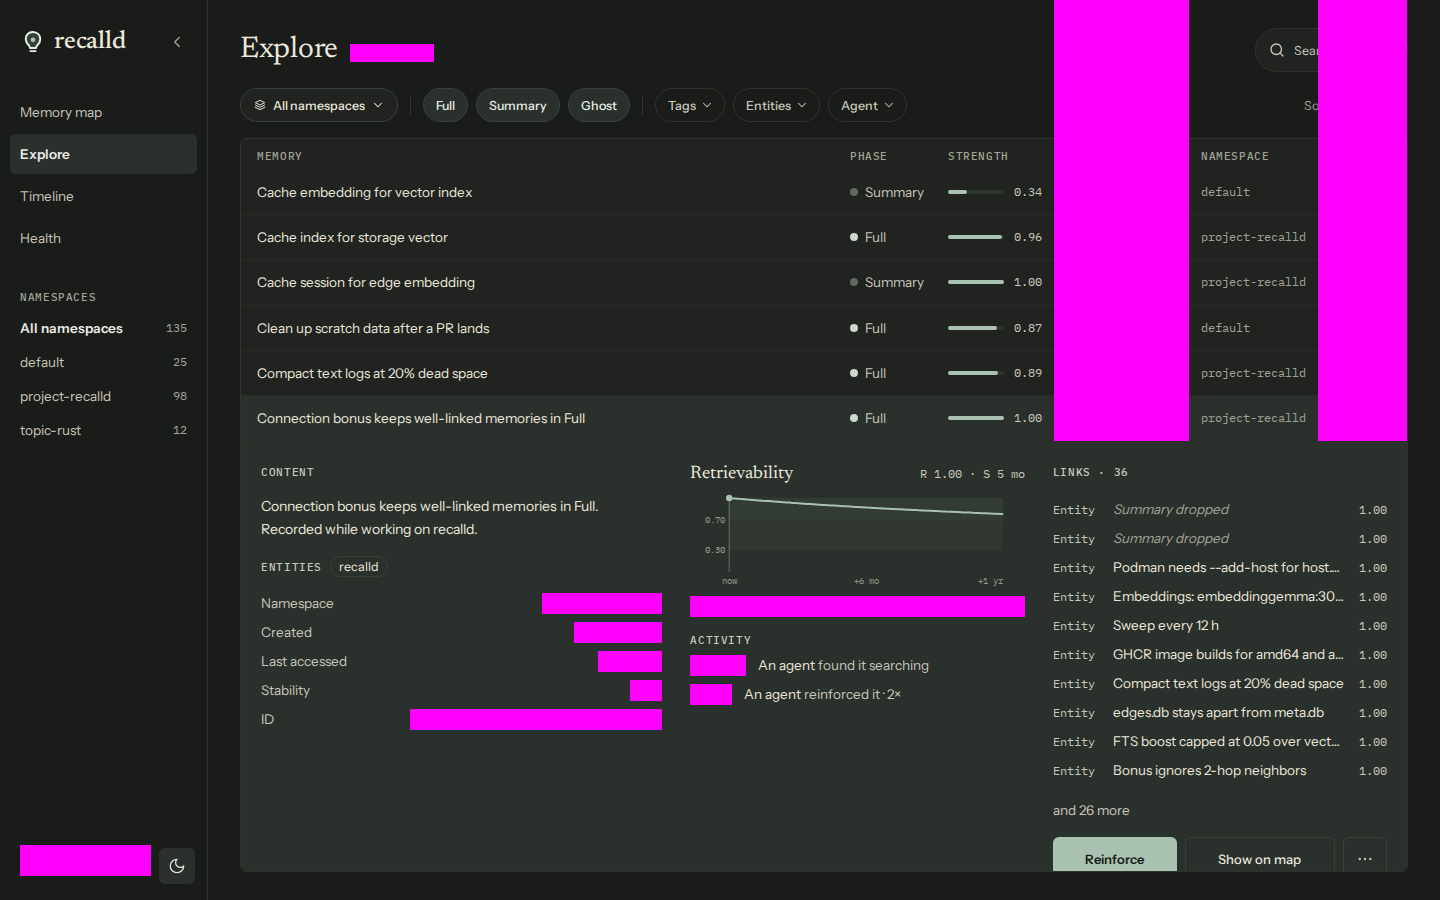 recalld
Memory map
Explore
Timeline
Health
NAMESPACES
All namespaces 135
default 25
project-recalld 98
topic-rust 12
Explore
All namespaces Full Summary Ghost Tags Entities Agent
MEMORY PHASE STRENGTH NAMESPACE
Cache embedding for vector index Summary 0.34 default
Cache index for storage vector Full 0.96 project-recalld
Cache session for edge embedding Summary 1.00 project-recalld
Clean up scratch data after a PR lands Full 0.87 default
Compact text logs at 20% dead space Full 0.89 project-recalld
Connection bonus keeps well-linked memories in Full Full 1.00 project-recalld
CONTENT
Connection bonus keeps well-linked memories in Full.
Recorded while working on recalld.
ENTITIES recalld
Namespace
Created
Last accessed
Stability
ID
Retrievability R 1.00 · S 5 mo
0.70
0.30
now +6 mo +1 yr
ACTIVITY
An agent found it searching
An agent reinforced it · 2×
LINKS · 36
Entity Summary dropped 1.00
Entity Summary dropped 1.00
Entity Podman needs --add-host for host.… 1.00
Entity Embeddings: embeddinggemma:30… 1.00
Entity Sweep every 12 h 1.00
Entity GHCR image builds for amd64 and a… 1.00
Entity Compact text logs at 20% dead space 1.00
Entity edges.db stays apart from meta.db 1.00
Entity FTS boost capped at 0.05 over vect… 1.00
Entity Bonus ignores 2-hop neighbors 1.00
and 26 more
Reinforce Show on map ···